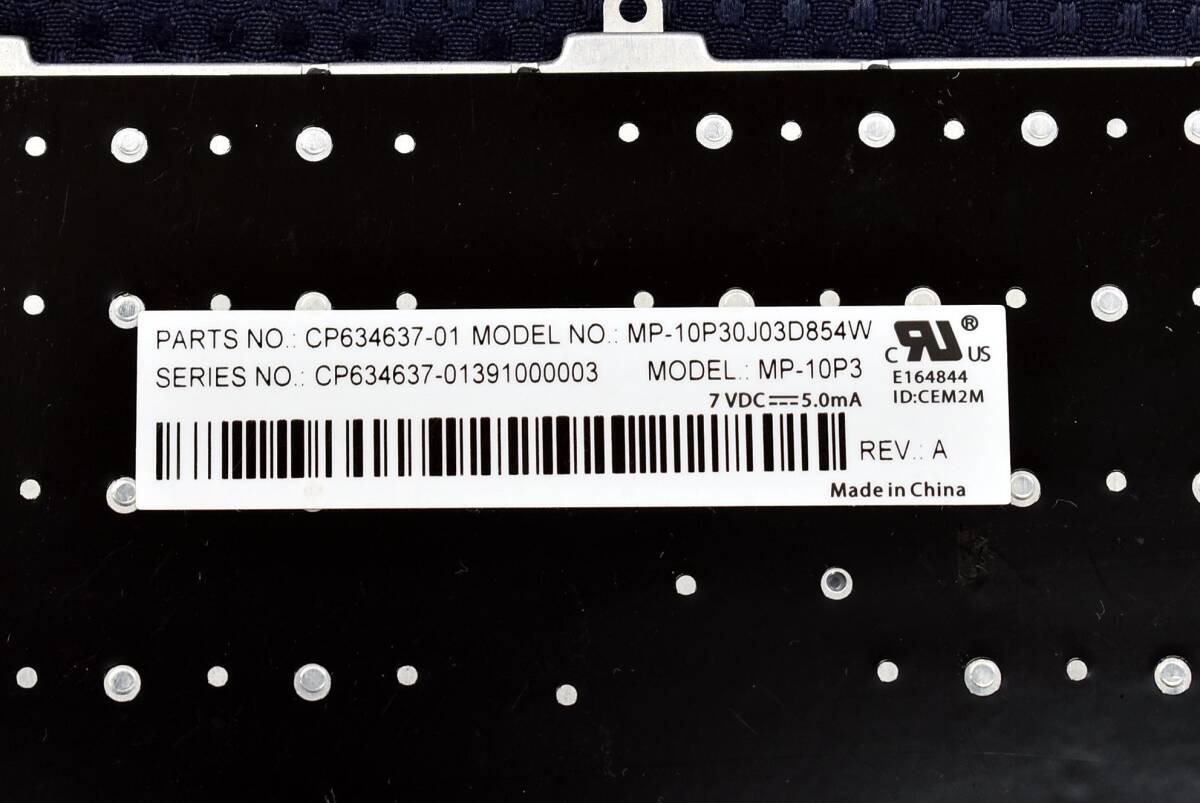 PARTS NO.: CP634637-01 MODEL NO.: MP-10P30J03D854W
SERIES NO.: CP634637-01391000003 MODEL.: MP-10P3
7 VDC⎓5.0mA
C RU ® US
E164844
ID:CEM2M
REV.: A
Made in China